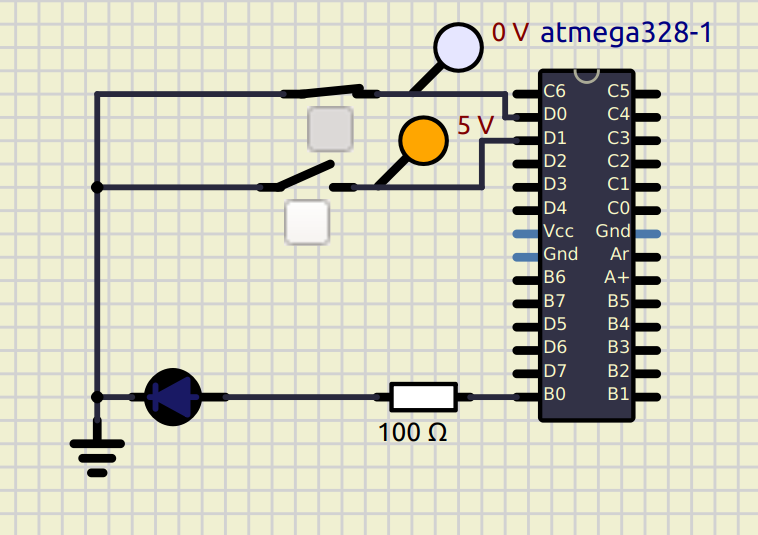 0 V
atmega328-1
5 V
C6 C5
D0 C4
D1 C3
D2 C2
D3 C1
D4 C0
Vcc Gnd
Gnd Ar
B6 A+
B7 B5
D5 B4
D6 B3
D7 B2
B0 B1
100 Ω